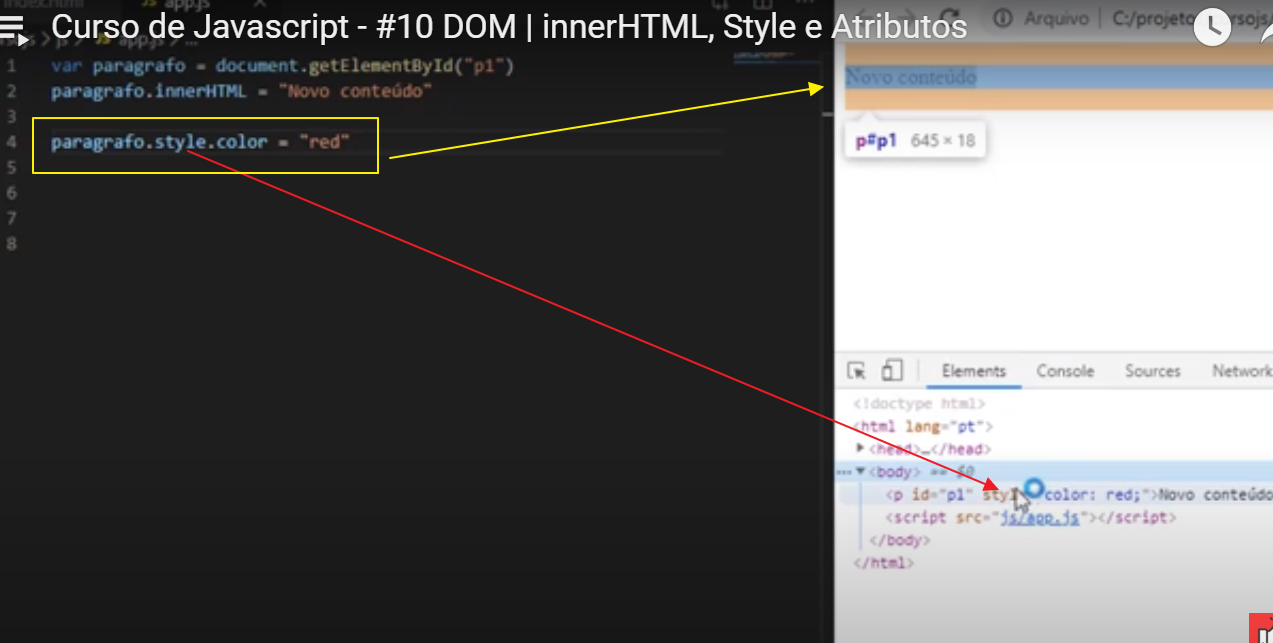 Curso de Javascript - #10 DOM | innerHTML, Style e Atributos
app.js
Arquivo | C:/projeto
1 var paragrafo = document.getElementById("p1")
2 paragrafo.innerHTML = "Novo conteúdo"
3
4 paragrafo.style.color = "red"
5
6
7
8
Novo conteúdo
p#p1 645 × 18
Elements Console Sources Network
<!doctype html>
<html lang="pt">
<head>…</head>
<body> == $0
<p id="p1" color: red;">Novo conteúdo
<script src="js/app.js"></script>
</body>
</html>